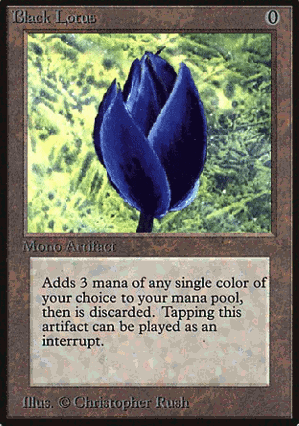 Black Lotus 0
Mono Artifact
Adds 3 mana of any single color of
your choice to your mana pool,
then is discarded. Tapping this
artifact can be played as an
interrupt.
Illus. © Christopher Rush